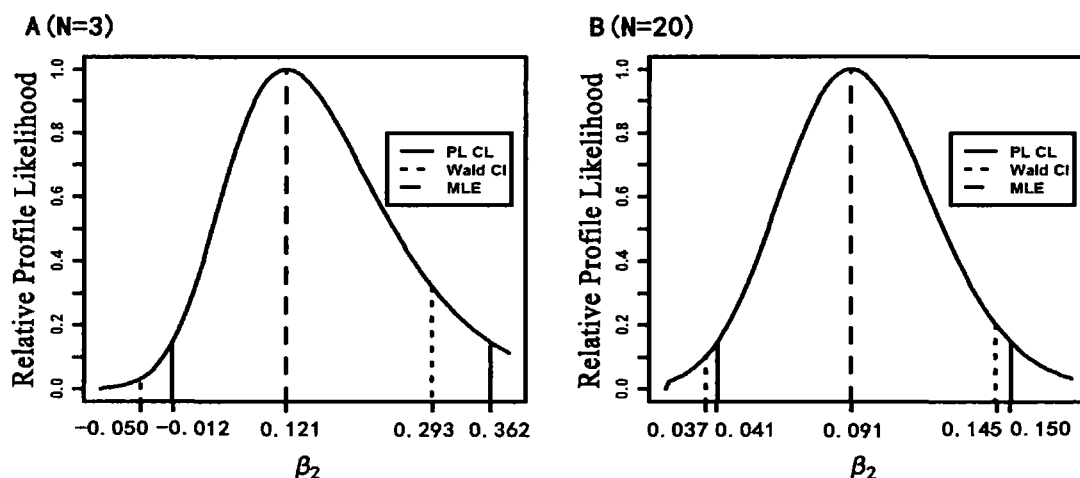 A(N=3)
Relative Profile Likelihood
1.0
0.8
0.6
0.4
0.2
0.0
PL CL
Wald CI
MLE
-0.050 -0.012 0.121 0.293 0.362
β2
B(N=20)
Relative Profile Likelihood
1.0
0.8
0.6
0.4
0.2
0.0
PL CL
Wald CI
MLE
0.037 0.041 0.091 0.145 0.150
β2